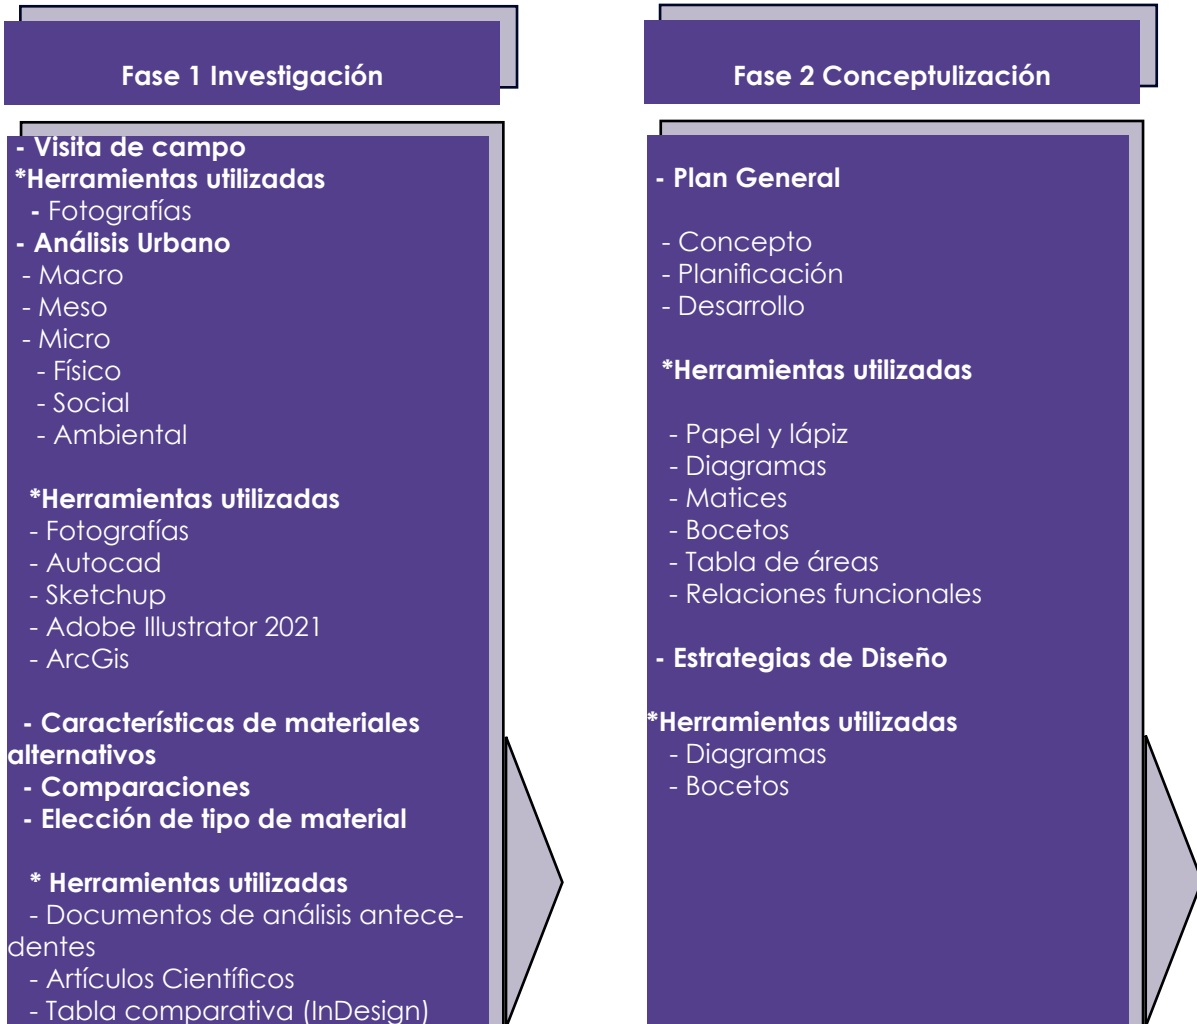 Fase 1 Investigación
- Visita de campo
*Herramientas utilizadas
- Fotografías
- Análisis Urbano
- Macro
- Meso
- Micro
- Físico
- Social
- Ambiental
*Herramientas utilizadas
- Fotografías
- Autocad
- Sketchup
- Adobe Illustrator 2021
- ArcGis
- Características de materiales
alternativos
- Comparaciones
- Elección de tipo de material
* Herramientas utilizadas
- Documentos de análisis antece-
dentes
- Artículos Científicos
- Tabla comparativa (InDesign)
Fase 2 Conceptulización
- Plan General
- Concepto
- Planificación
- Desarrollo
*Herramientas utilizadas
- Papel y lápiz
- Diagramas
- Matices
- Bocetos
- Tabla de áreas
- Relaciones funcionales
- Estrategias de Diseño
*Herramientas utilizadas
- Diagramas
- Bocetos